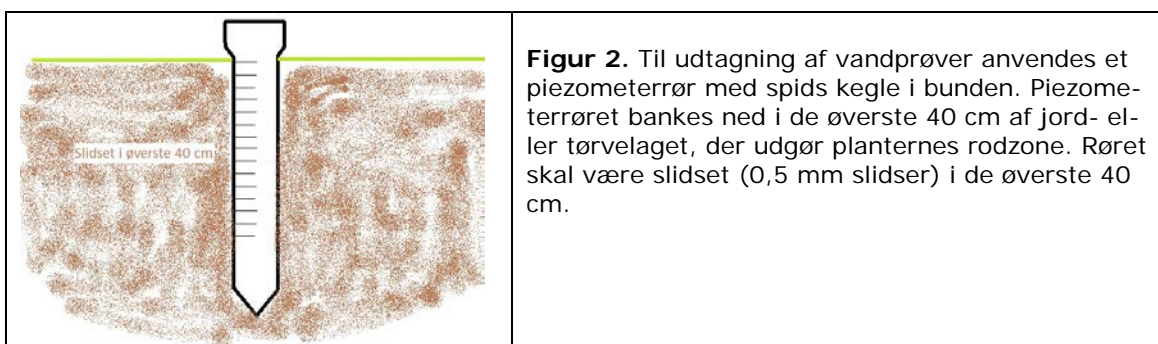 Slidset i øverste 40 cm
Figur 2. Til udtagning af vandprøver anvendes et
piezometerrør med spids kegle i bunden. Piezome-
terrøret bankes ned i de øverste 40 cm af jord- el-
ler tørvelaget, der udgør planternes rodzone. Røret
skal være slidset (0,5 mm slidser) i de øverste 40
cm.